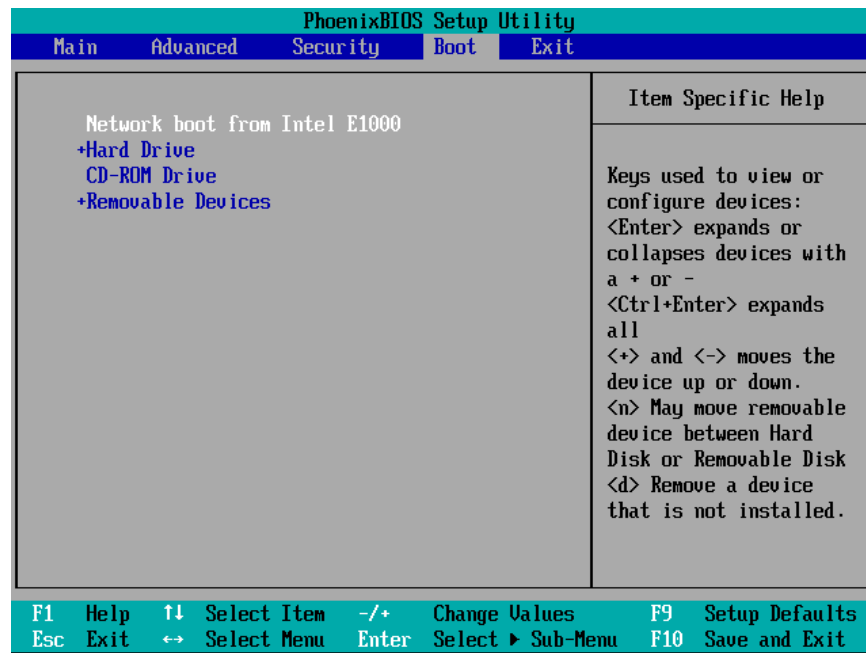 PhoenixBIOS Setup Utility
Main Advanced Security Boot Exit
Network boot from Intel E1000
+Hard Drive
CD-ROM Drive
+Removable Devices
Item Specific Help
Keys used to view or
configure devices:
<Enter> expands or
collapses devices with
a + or -
<Ctrl+Enter> expands
all
<+> and <-> moves the
device up or down.
<n> May move removable
device between Hard
Disk or Removable Disk
<d> Remove a device
that is not installed.
F1 Help ↑↓ Select Item -/+ Change Values F9 Setup Defaults
Esc Exit ↔ Select Menu Enter Select ▶ Sub-Menu F10 Save and Exit